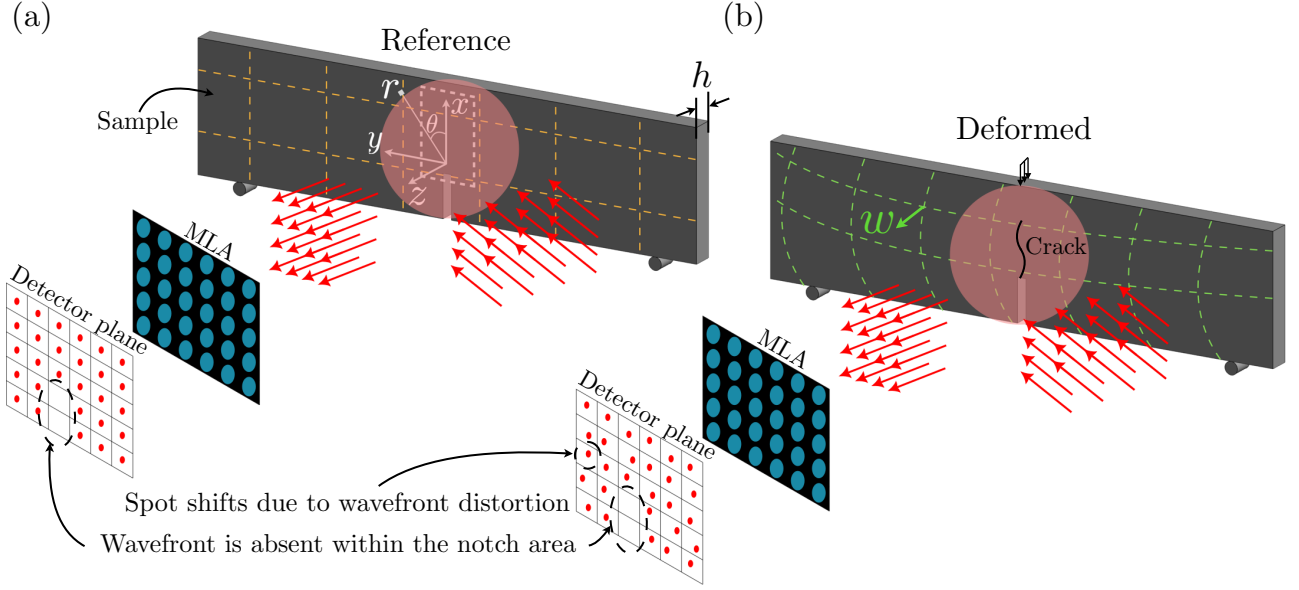 (a)
Reference
h
Sample
r
x
θ
y
z
MLA
Detector plane
(b)
Deformed
w
Crack
MLA
Detector plane
Spot shifts due to wavefront distortion
Wavefront is absent within the notch area